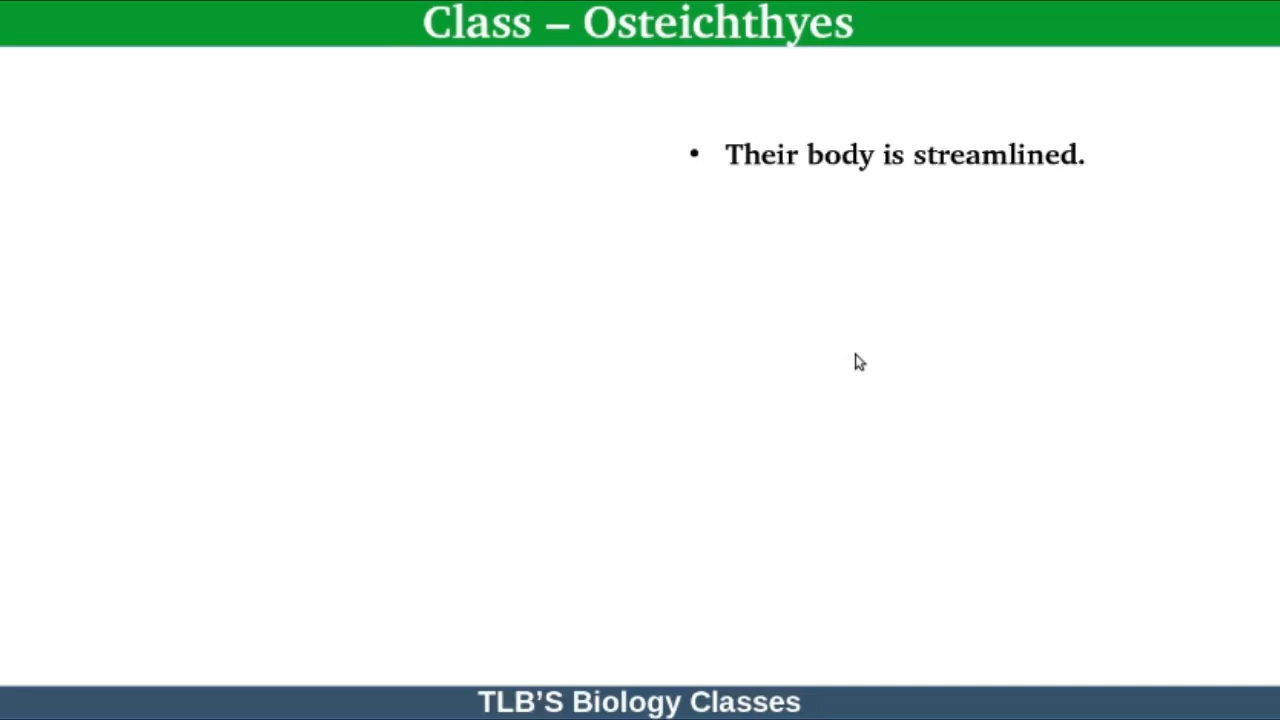 Class – Osteichthyes
• Their body is streamlined.
TLB’S Biology Classes